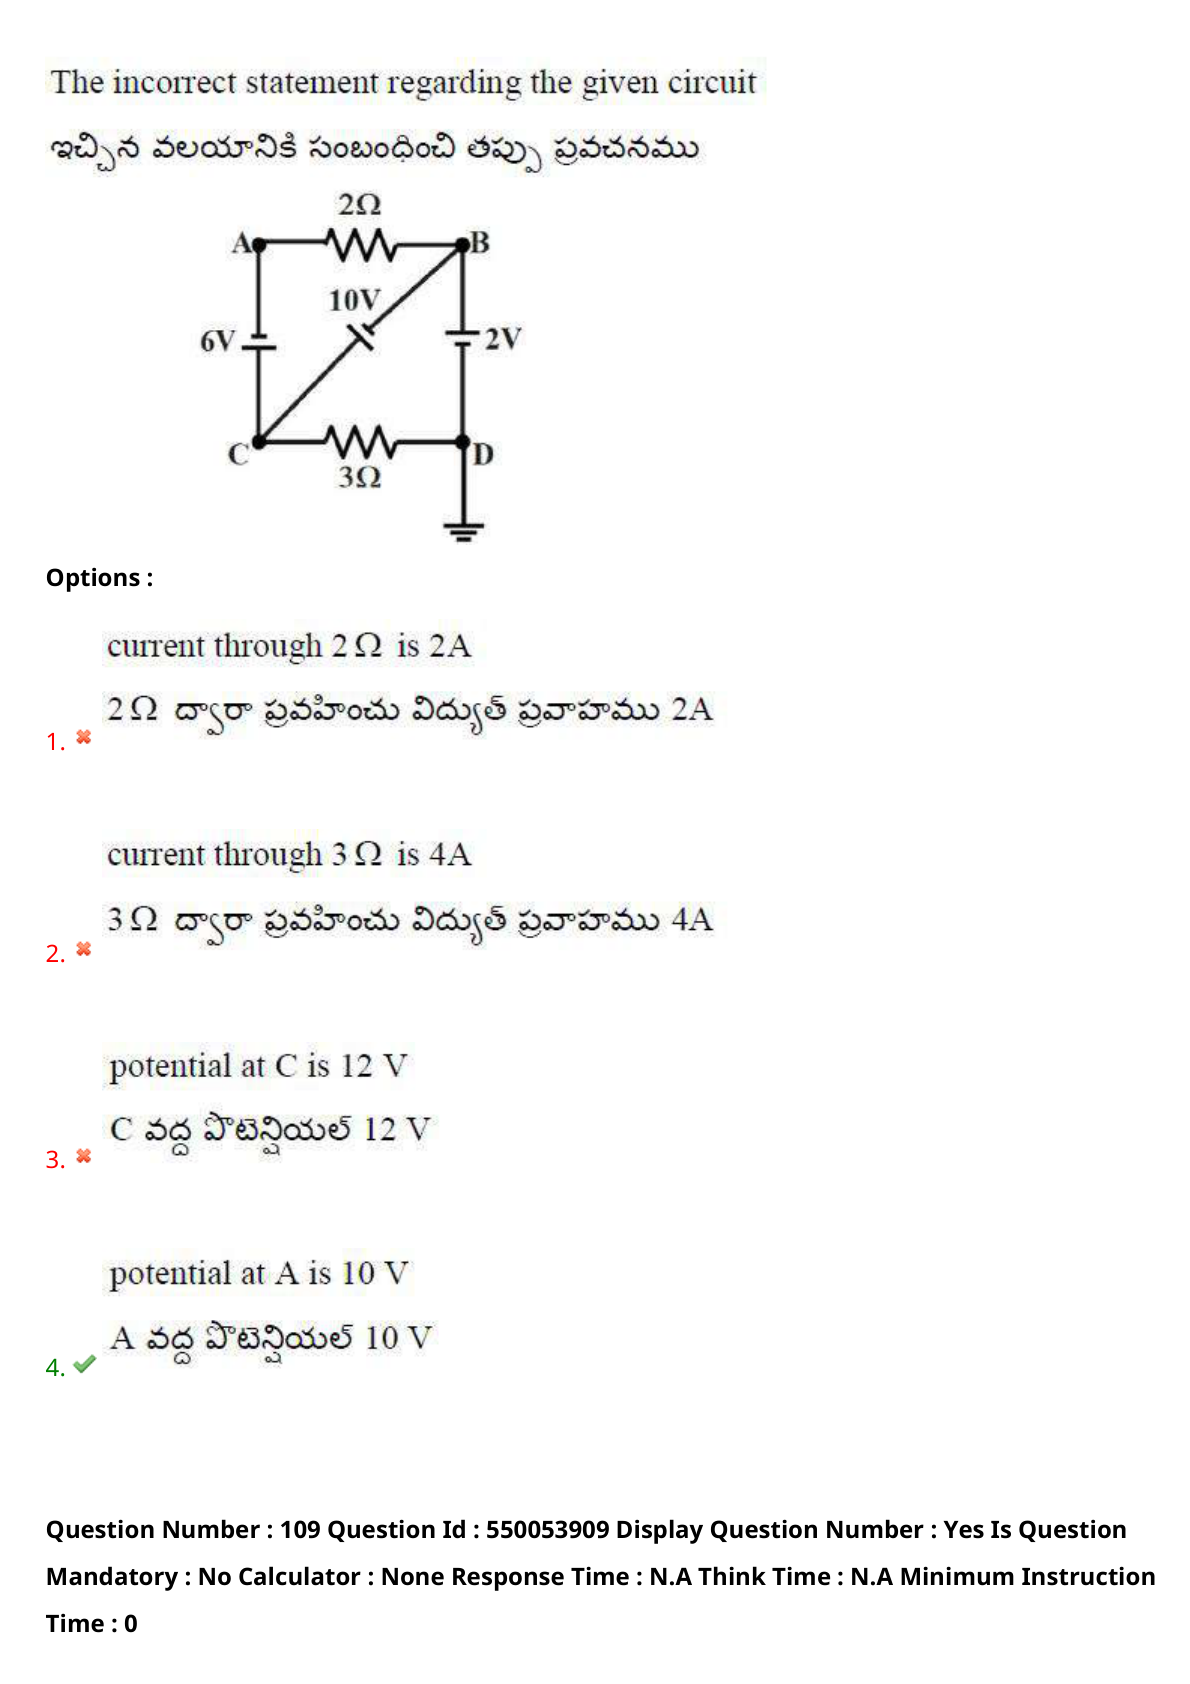 The incorrect statement regarding the given circuit
ఇచ్చిన వలయానికి సంబంధించి తప్పు ప్రవచనము
2Ω
A
B
10V
6V
2V
C
D
3Ω
Options :
current through 2 Ω is 2A
2 Ω ద్వారా ప్రవహించు విద్యుత్ ప్రవాహము 2A
1.
current through 3 Ω is 4A
3 Ω ద్వారా ప్రవహించు విద్యుత్ ప్రవాహము 4A
2.
potential at C is 12 V
C వద్ద పొటెన్షియల్ 12 V
3.
potential at A is 10 V
A వద్ద పొటెన్షియల్ 10 V
4.
Question Number : 109 Question Id : 550053909 Display Question Number : Yes Is Question
Mandatory : No Calculator : None Response Time : N.A Think Time : N.A Minimum Instruction
Time : 0